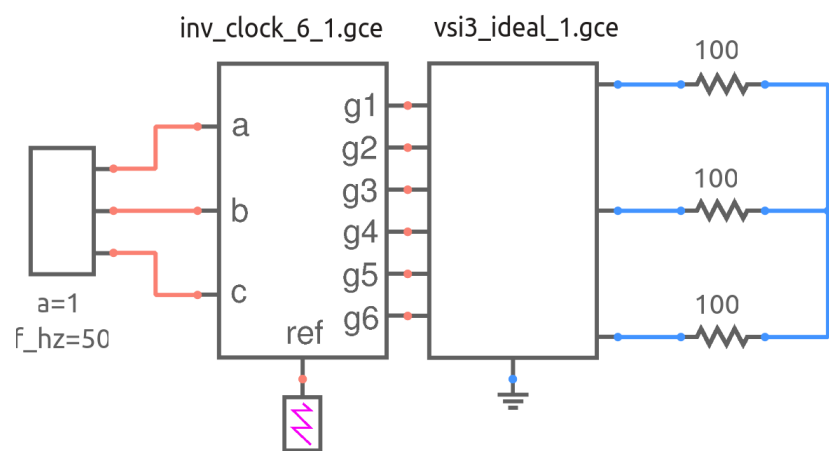 inv_clock_6_1.gce
vsi3_ideal_1.gce
100
g1
a
g2
100
g3
b
g4
g5
c
a=1
100
g6
f_hz=50
ref